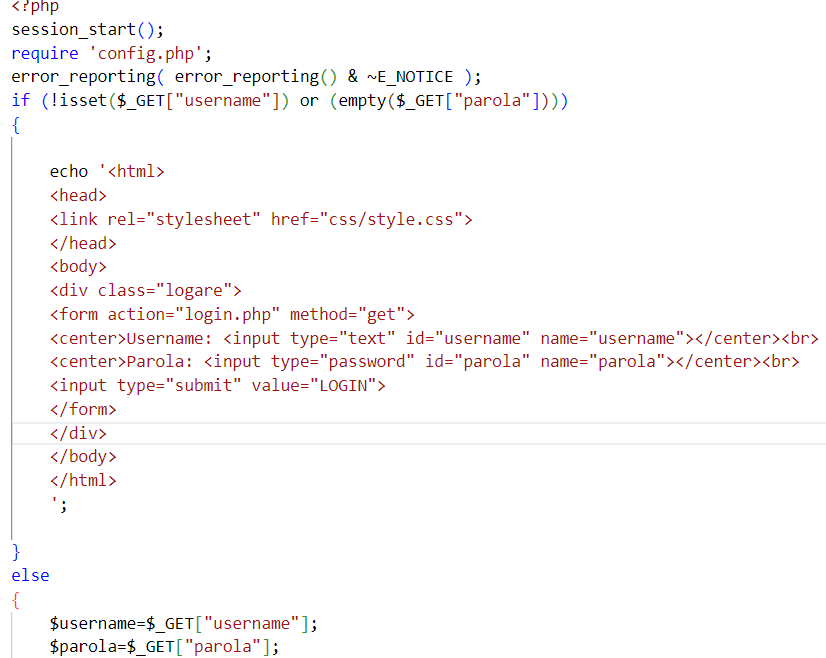 <?php
session_start();
require 'config.php';
error_reporting( error_reporting() & ~E_NOTICE );
if (!isset($_GET["username"]) or (empty($_GET["parola"])))
{
echo '<html>
<head>
<link rel="stylesheet" href="css/style.css">
</head>
<body>
<div class="logare">
<form action="login.php" method="get">
<center>Username: <input type="text" id="username" name="username"></center><br>
<center>Parola: <input type="password" id="parola" name="parola"></center><br>
<input type="submit" value="LOGIN">
</form>
</div>
</body>
</html>
';
}
else
{
$username=$_GET["username"];
$parola=$_GET["parola"];